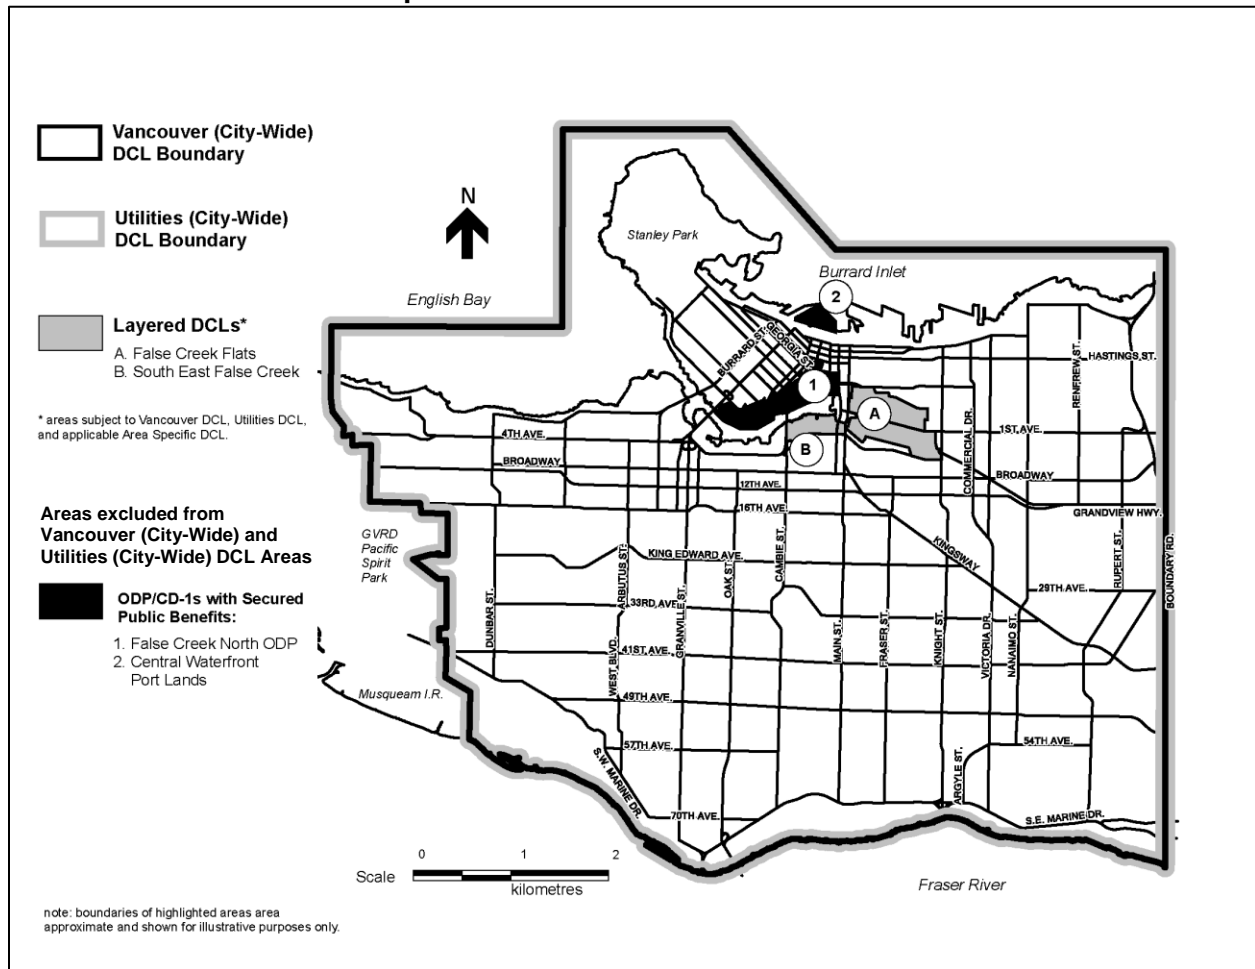 Vancouver (City-Wide)
DCL Boundary
Utilities (City-Wide)
DCL Boundary
Layered DCLs*
A. False Creek Flats
B. South East False Creek
* areas subject to Vancouver DCL, Utilities DCL,
and applicable Area Specific DCL.
Areas excluded from
Vancouver (City-Wide) and
Utilities (City-Wide) DCL Areas
ODP/CD-1s with Secured
Public Benefits:
1. False Creek North ODP
2. Central Waterfront
Port Lands
note: boundaries of highlighted areas area
approximate and shown for illustrative purposes only.
N
Stanley Park
English Bay
Burrard Inlet
2
BURRARD ST.
GEORGIA ST.
1
A
B
HASTINGS ST.
RENFREW ST.
COMMERCIAL DR.
1ST AVE.
4TH AVE.
BROADWAY
BROADWAY
12TH AVE.
16TH AVE.
GRANDVIEW HWY.
GVRD
Pacific
Spirit
Park
KING EDWARD AVE.
KINGSWAY
CAMBIE ST.
OAK ST.
ARBUTUS ST.
DUNBAR ST.
GRANVILLE ST.
33RD AVE.
29TH AVE.
RUPERT ST.
BOUNDARY RD.
41ST AVE.
WEST BLVD.
MAIN ST.
FRASER ST.
KNIGHT ST.
VICTORIA DR.
NANAIMO ST.
Musqueam I.R.
49TH AVE.
57TH AVE.
54TH AVE.
S.W. MARINE DR.
ARGYLE ST.
70TH AVE.
S.E. MARINE DR.
Fraser River
0 1 2
Scale
kilometres